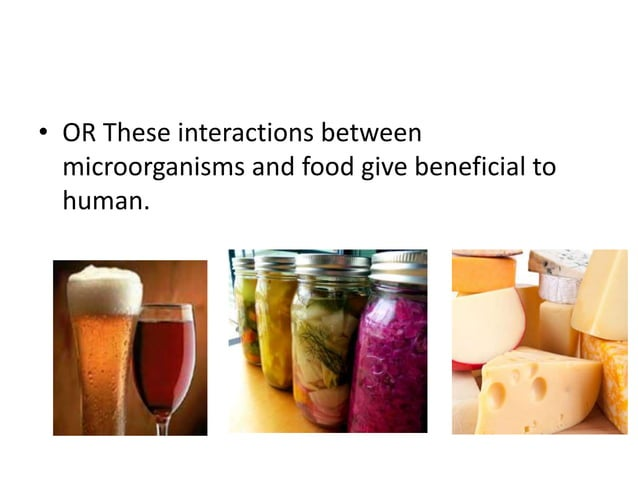 • OR These interactions between
microorganisms and food give beneficial to
human.